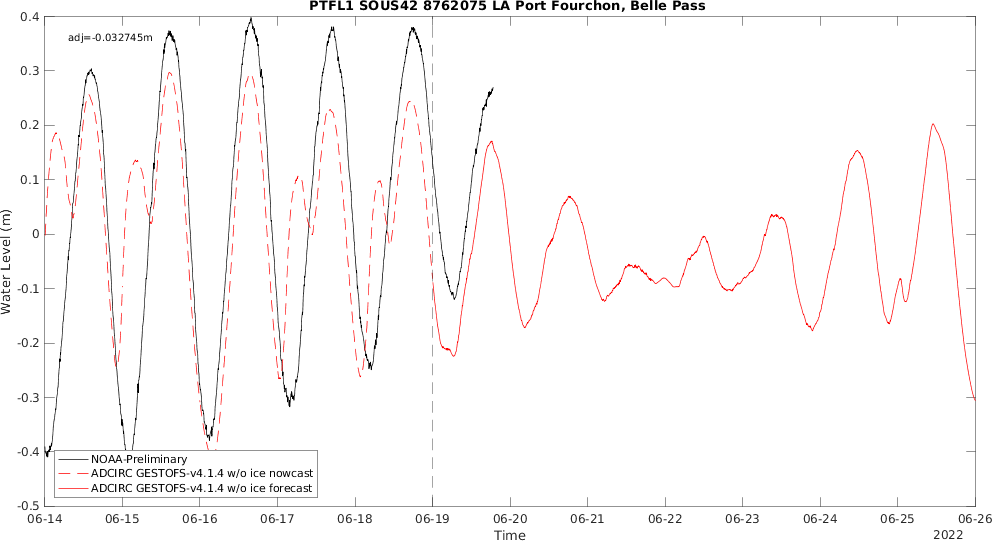 PTFL1 SOUS42 8762075 LA Port Fourchon, Belle Pass
adj=-0.032745m
0.4
0.3
0.2
0.1
0
-0.1
-0.2
-0.3
-0.4
-0.5
Water Level (m)
NOAA-Preliminary
ADCIRC GESTOFS-v4.1.4 w/o ice nowcast
ADCIRC GESTOFS-v4.1.4 w/o ice forecast
06-14 06-15 06-16 06-17 06-18 06-19 06-20 06-21 06-22 06-23 06-24 06-25 06-26
Time
2022